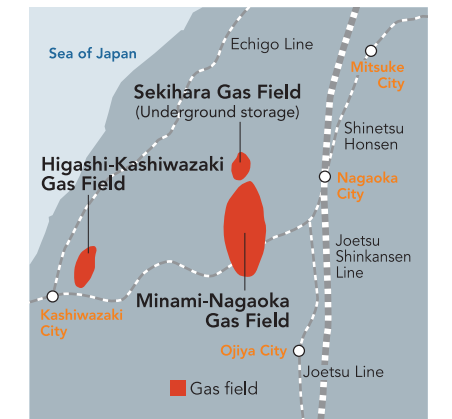 Echigo Line
Sea of Japan
Mitsuke
City
Sekihara Gas Field
(Underground storage)
Shinetsu
Honsen
Higashi-Kashiwazaki
Gas Field
Nagaoka
City
Joetsu
Shinkansen
Line
Minami-Nagaoka
Gas Field
Kashiwazaki
City
Ojiya City
Joetsu Line
Gas field